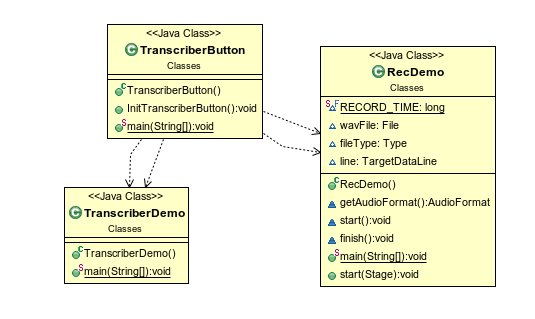 <<Java Class>>
TranscriberButton
Classes
TranscriberButton()
InitTranscriberButton():void
main(String[]):void
<<Java Class>>
RecDemo
Classes
RECORD_TIME: long
wavFile: File
fileType: Type
line: TargetDataLine
RecDemo()
getAudioFormat():AudioFormat
start():void
finish():void
main(String[]):void
start(Stage):void
<<Java Class>>
TranscriberDemo
Classes
TranscriberDemo()
main(String[]):void